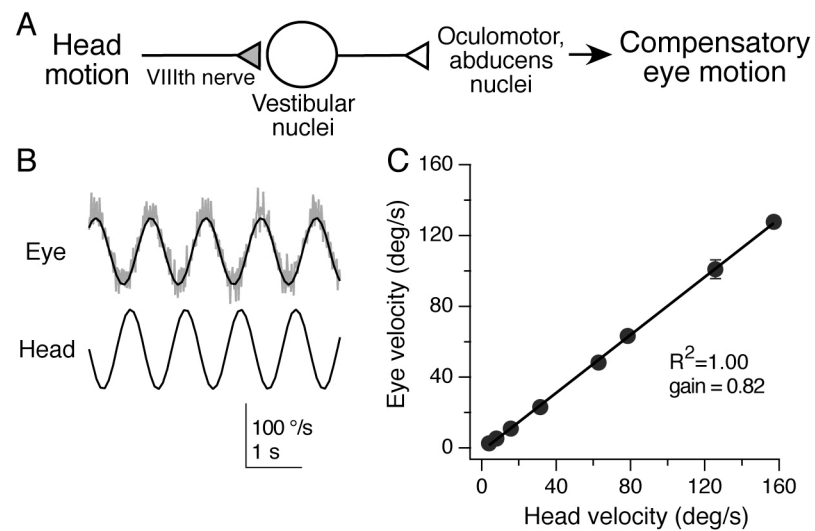 A
Head
motion
VIIIth nerve
Vestibular
nuclei
Oculomotor,
abducens
nuclei
Compensatory
eye motion
B
Eye
Head
100 °/s
1 s
C
160
120
80
40
0
Eye velocity (deg/s)
R²=1.00
gain = 0.82
0 40 80 120 160
Head velocity (deg/s)